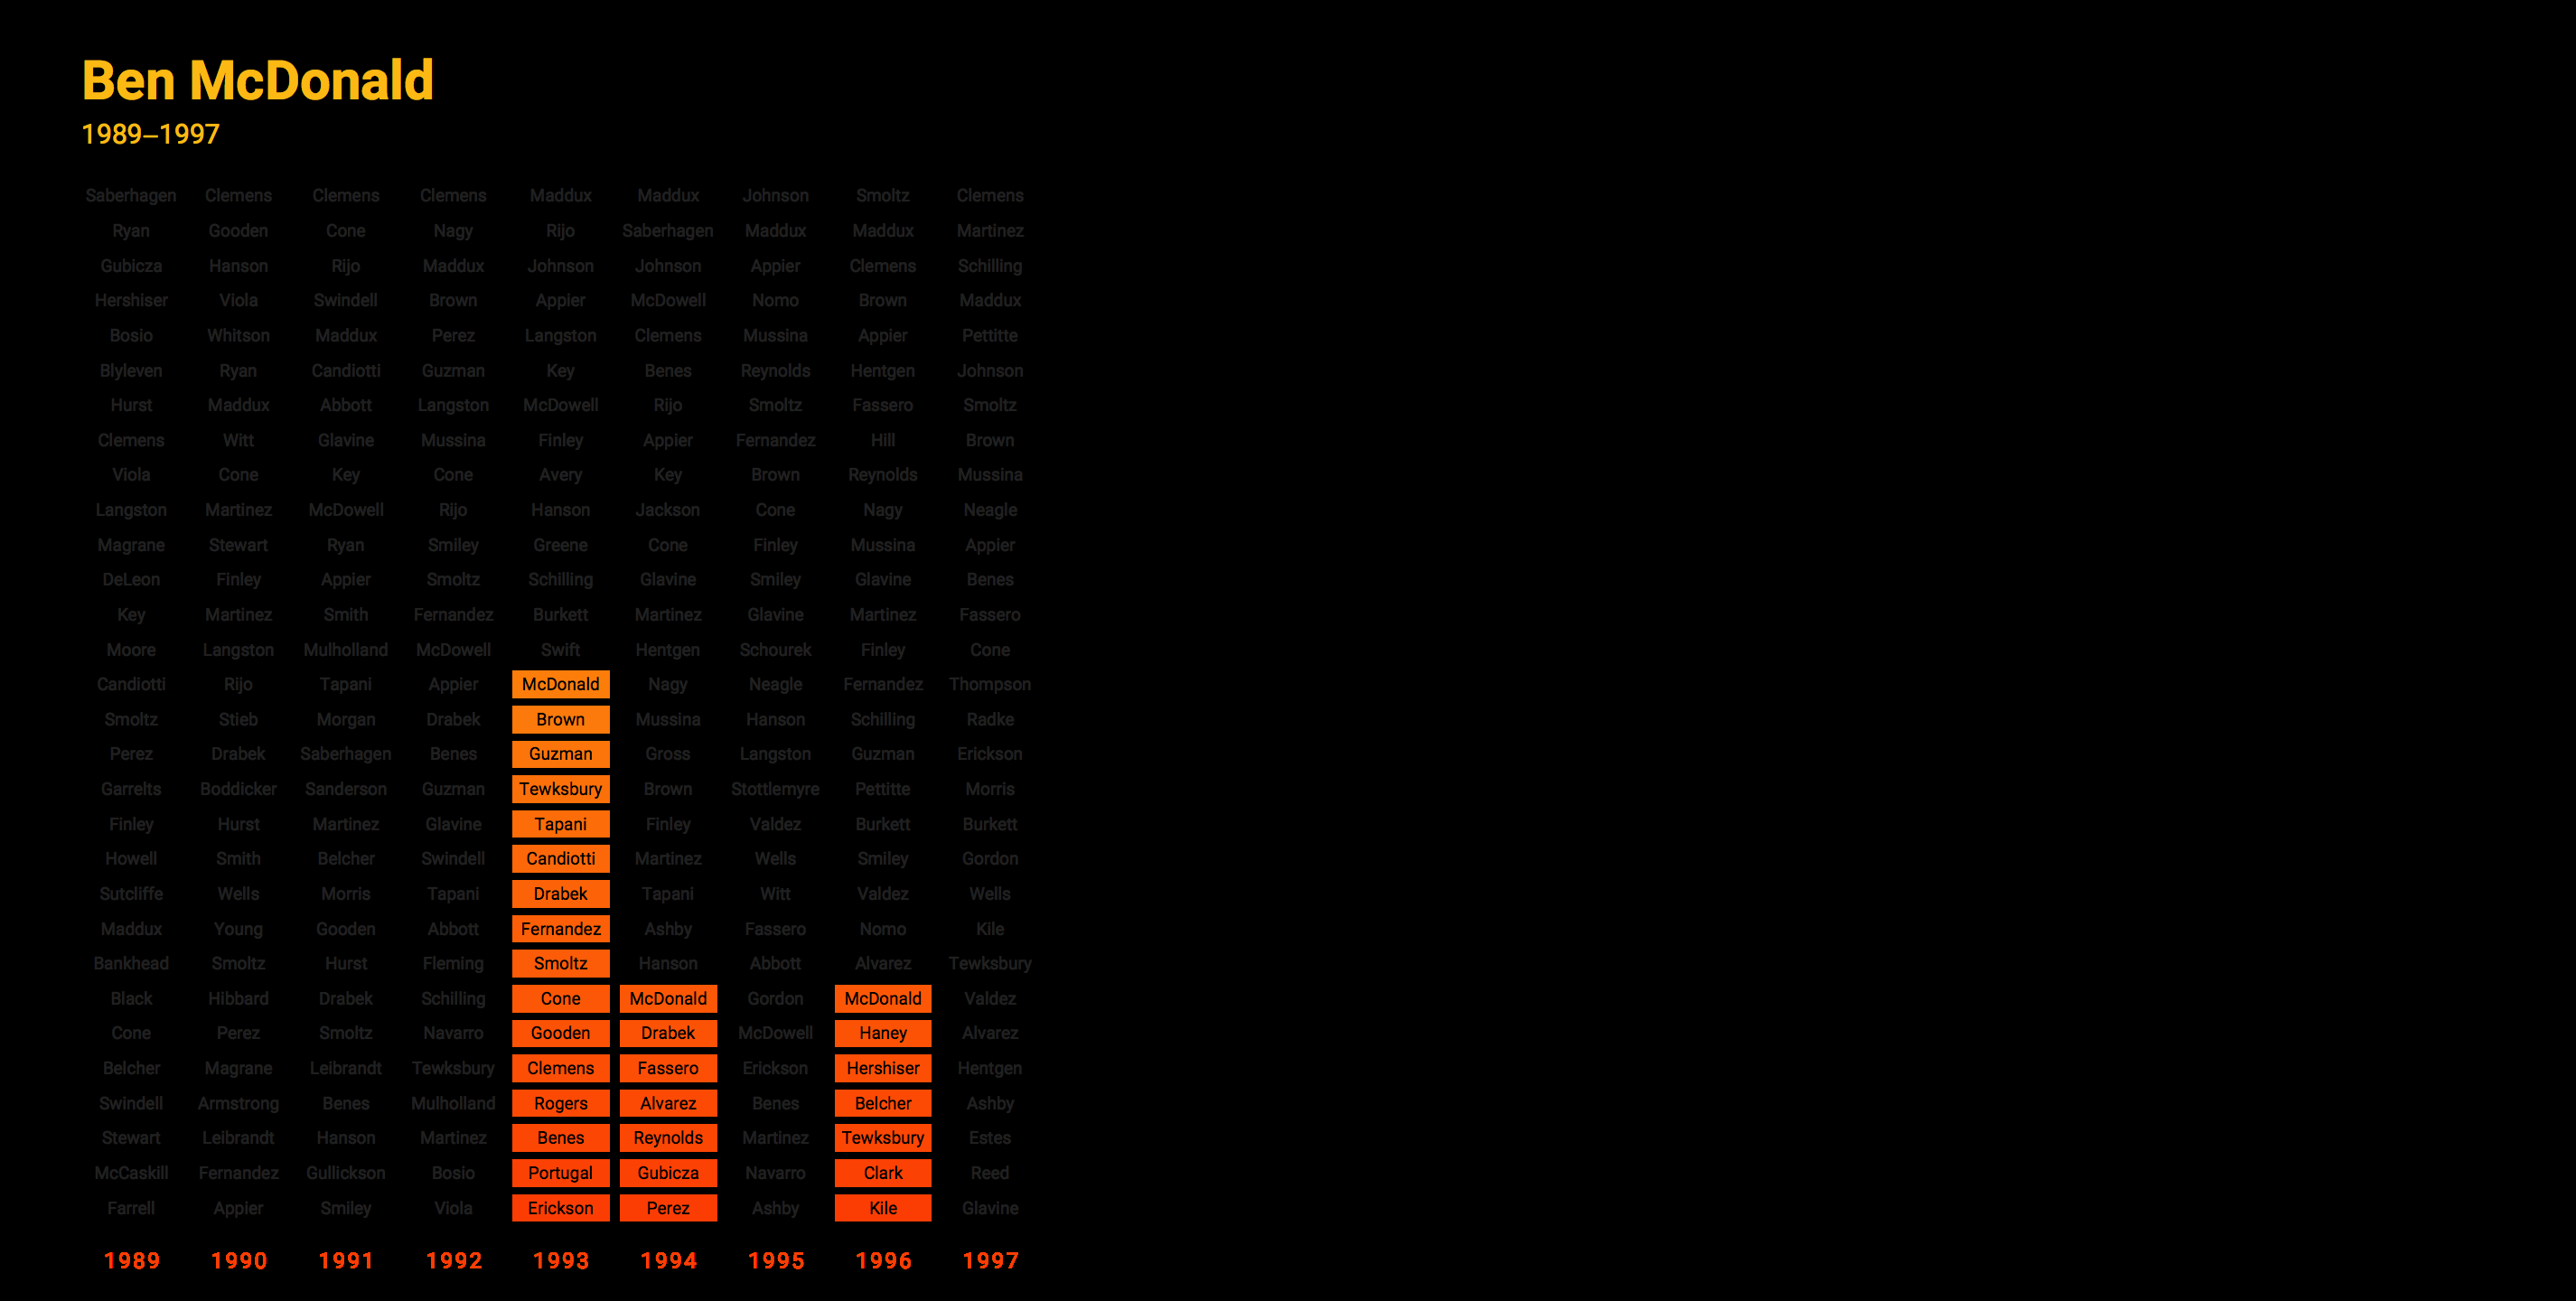 Ben McDonald
1989–1997
Saberhagen Clemens Clemens Clemens Maddux Maddux Johnson Smoltz Clemens
Ryan Gooden Cone Nagy Rijo Saberhagen Maddux Maddux Martinez
Gubicza Hanson Rijo Maddux Johnson Johnson Appier Clemens Schilling
Hershiser Viola Swindell Brown Appier McDowell Nomo Brown Maddux
Bosio Whitson Maddux Perez Langston Clemens Mussina Appier Pettitte
Blyleven Ryan Candiotti Guzman Key Benes Reynolds Hentgen Johnson
Hurst Maddux Abbott Langston McDowell Rijo Smoltz Fassero Smoltz
Clemens Witt Glavine Mussina Finley Appier Fernandez Hill Brown
Viola Cone Key Cone Avery Key Brown Reynolds Mussina
Langston Martinez McDowell Rijo Hanson Jackson Cone Nagy Neagle
Magrane Stewart Ryan Smiley Greene Cone Finley Mussina Appier
DeLeon Finley Appier Smoltz Schilling Glavine Smiley Glavine Benes
Key Martinez Smith Fernandez Burkett Martinez Glavine Martinez Fassero
Moore Langston Mulholland McDowell Swift Hentgen Schourek Finley Cone
Candiotti Rijo Tapani Appier McDonald Nagy Neagle Fernandez Thompson
Smoltz Stieb Morgan Drabek Brown Mussina Hanson Schilling Radke
Perez Drabek Saberhagen Benes Guzman Gross Langston Guzman Erickson
Garrelts Boddicker Sanderson Guzman Tewksbury Brown Stottlemyre Pettitte Morris
Finley Hurst Martinez Glavine Tapani Finley Valdez Burkett Burkett
Howell Smith Belcher Swindell Candiotti Martinez Wells Smiley Gordon
Sutcliffe Wells Morris Tapani Drabek Tapani Witt Valdez Wells
Maddux Young Gooden Abbott Fernandez Ashby Fassero Nomo Kile
Bankhead Smoltz Hurst Fleming Smoltz Hanson Abbott Alvarez Tewksbury
Black Hibbard Drabek Schilling Cone McDonald Gordon McDonald Valdez
Cone Perez Smoltz Navarro Gooden Drabek McDowell Haney Alvarez
Belcher Magrane Leibrandt Tewksbury Clemens Fassero Erickson Hershiser Hentgen
Swindell Armstrong Benes Mulholland Rogers Alvarez Benes Belcher Ashby
Stewart Leibrandt Hanson Martinez Benes Reynolds Martinez Tewksbury Estes
McCaskill Fernandez Gullickson Bosio Portugal Gubicza Navarro Clark Reed
Farrell Appier Smiley Viola Erickson Perez Ashby Kile Glavine
1989 1990 1991 1992 1993 1994 1995 1996 1997